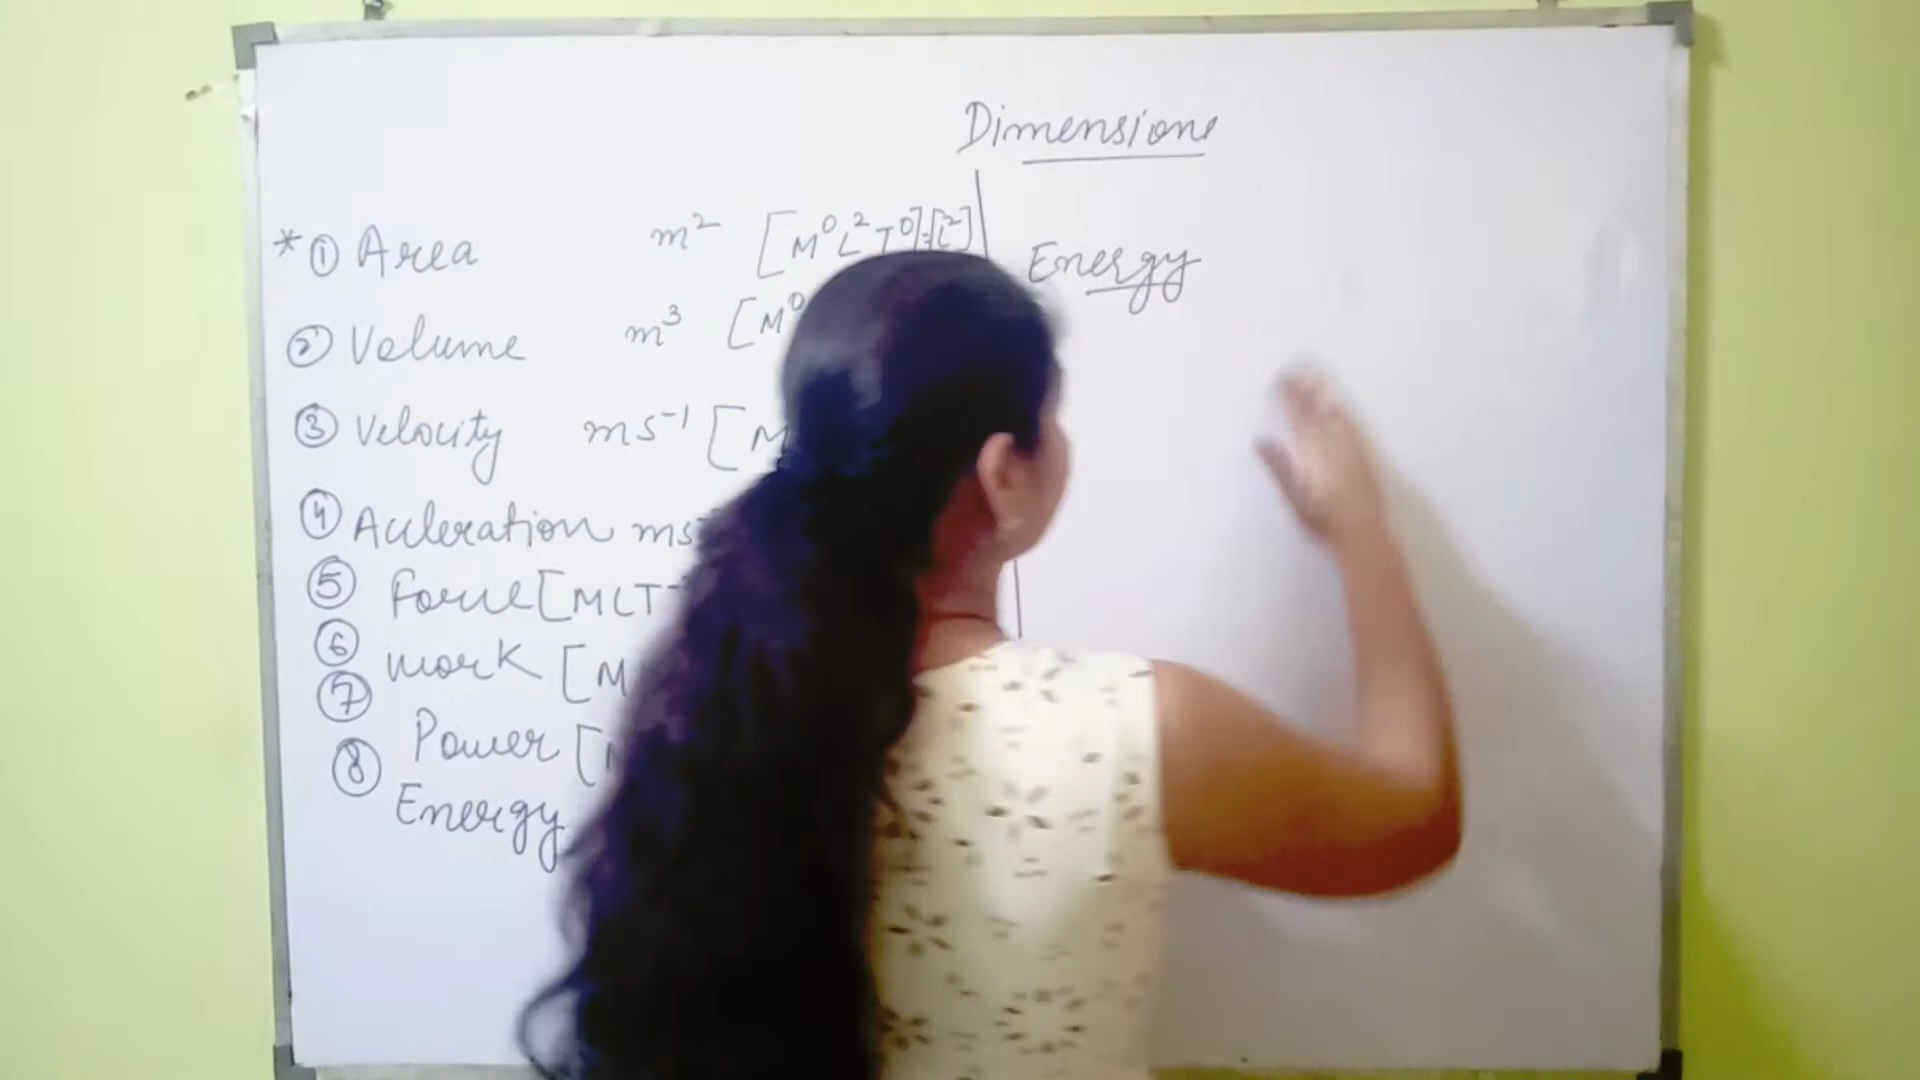 Dimensions
* ① Area m² [M⁰L²T⁰]=[L²]
② Volume m³ [M⁰
③ Velocity ms⁻¹ [M
④ Accleration ms⁻
⑤ Force [MLT⁻
⑥ work [M
⑦ Power [M
⑧ Energy
Energy